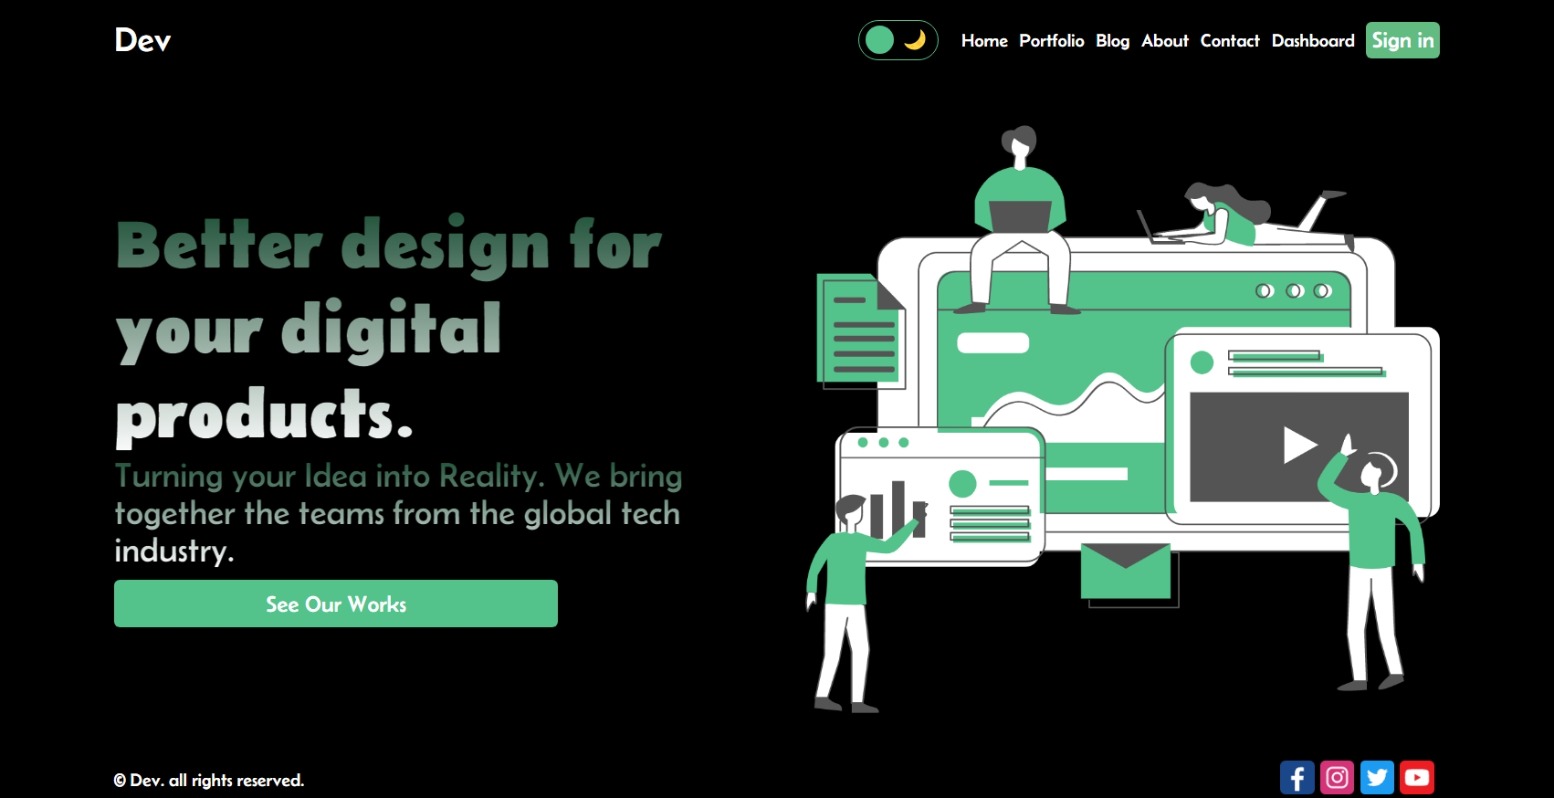 Dev
Home Portfolio Blog About Contact Dashboard Sign in
Better design for
your digital
products.
Turning your Idea into Reality. We bring
together the teams from the global tech
industry.
See Our Works
© Dev. all rights reserved.